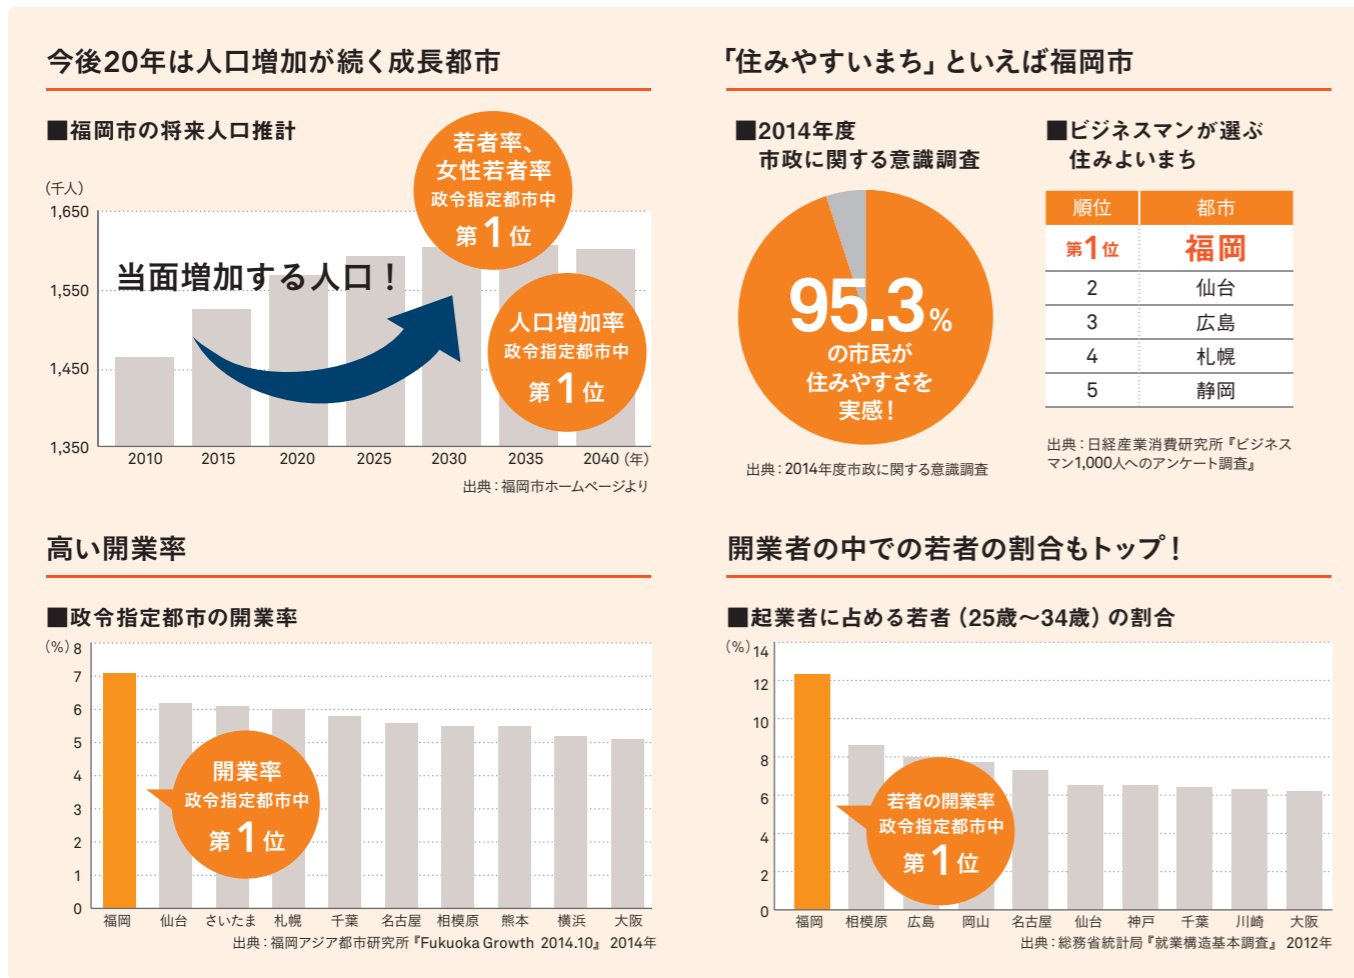 今後20年は人口増加が続く成長都市
■福岡市の将来人口推計
（千人）
1,650
1,550
1,450
1,350
当面増加する人口！
若者率、
女性若者率
政令指定都市中
第1位
人口増加率
政令指定都市中
第1位
2010 2015 2020 2025 2030 2035 2040（年）
出典：福岡市ホームページより
「住みやすいまち」といえば福岡市
■2014年度
市政に関する意識調査
95.3%
の市民が
住みやすさを
実感！
出典：2014年度市政に関する意識調査
■ビジネスマンが選ぶ
住みよいまち
順位 都市
第1位 福岡
2 仙台
3 広島
4 札幌
5 静岡
出典：日経産業消費研究所『ビジネス
マン1,000人へのアンケート調査』
高い開業率
■政令指定都市の開業率
（%）8
7
6
5
4
3
2
1
0
開業率
政令指定都市中
第1位
福岡 仙台 さいたま 札幌 千葉 名古屋 相模原 熊本 横浜 大阪
出典：福岡アジア都市研究所『Fukuoka Growth 2014.10』 2014年
開業者の中での若者の割合もトップ！
■起業者に占める若者（25歳〜34歳）の割合
（%）14
12
10
8
6
4
2
0
若者の開業率
政令指定都市中
第1位
福岡 相模原 広島 岡山 名古屋 仙台 神戸 千葉 川崎 大阪
出典：総務省統計局『就業構造基本調査』 2012年